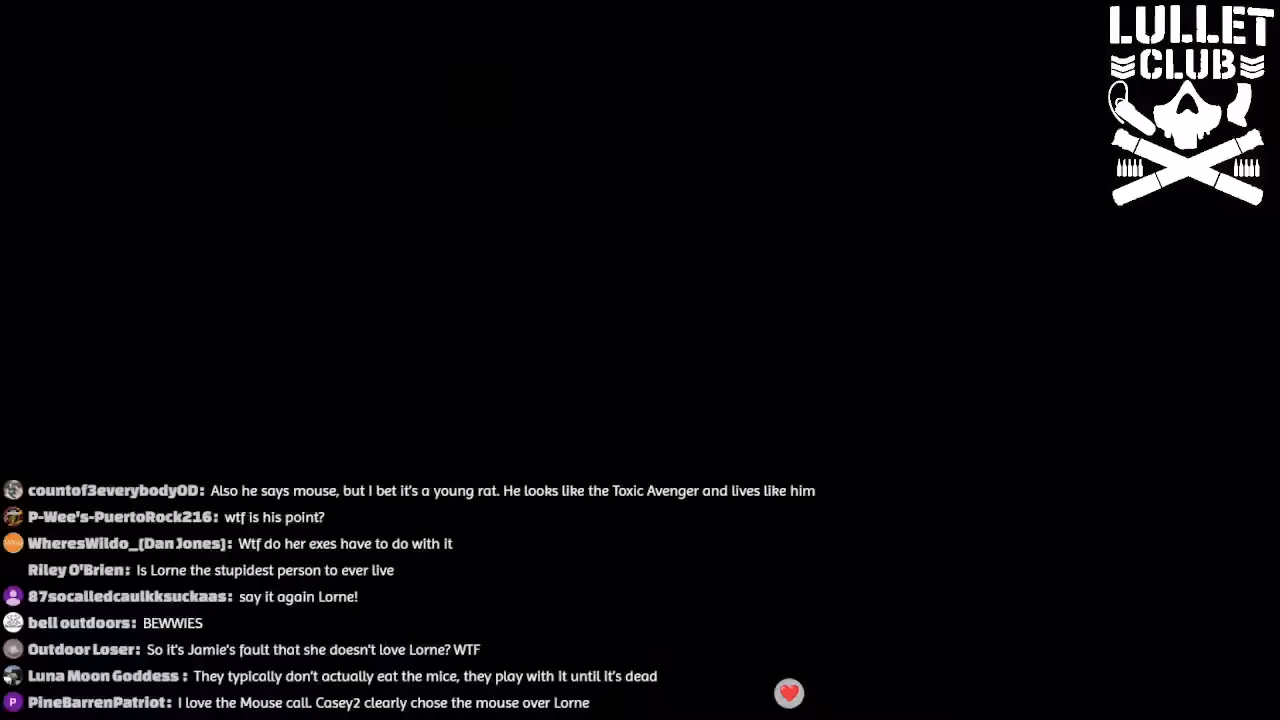 LULLET
CLUB
countof3everybodyOD: Also he says mouse, but I bet it's a young rat. He looks like the Toxic Avenger and lives like him
P-Wee's-PuertoRock216: wtf is his point?
WheresWildo_(Dan Jones): Wtf do her exes have to do with it
Riley O'Brien: Is Lorne the stupidest person to ever live
87socalledcaulkksuckaas: say it again Lorne!
bell outdoors: BEWWIES
Outdoor Loser: So it's Jamie's fault that she doesn't love Lorne? WTF
Luna Moon Goddess : They typically don't actually eat the mice, they play with it until it's dead
P PineBarrenPatriot: I love the Mouse call. Casey2 clearly chose the mouse over Lorne